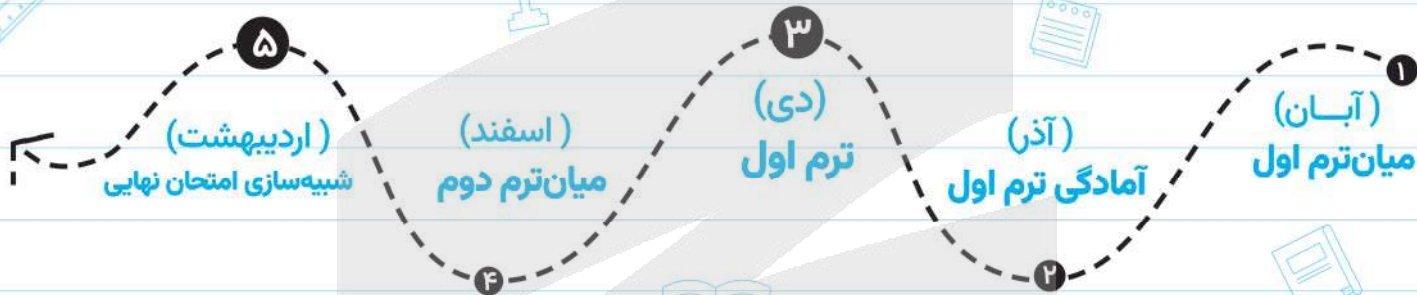 ۱
(آبــان)
میان‌ترم اول
۲
(آذر)
آمادگی ترم اول
۳
(دی)
ترم اول
۴
(اسفند)
میان‌ترم دوم
۵
(اردیبهشت)
شبیه‌سازی امتحان نهایی